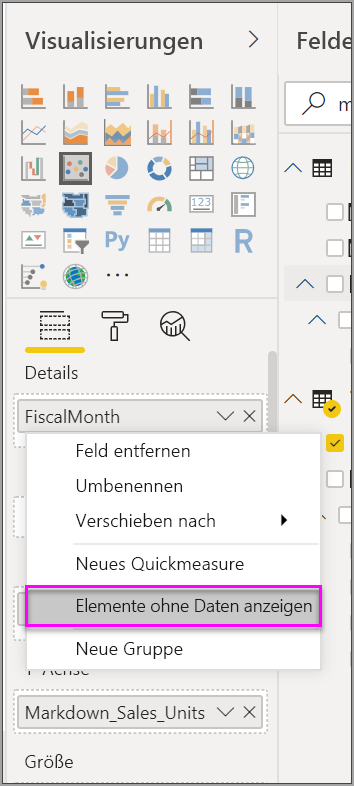 Visualisierungen
Felde
m
123
Py
R
Details
FiscalMonth
Feld entfernen
Umbenennen
Verschieben nach
Neues Quickmeasure
Elemente ohne Daten anzeigen
Neue Gruppe
Markdown_Sales_Units
Größe